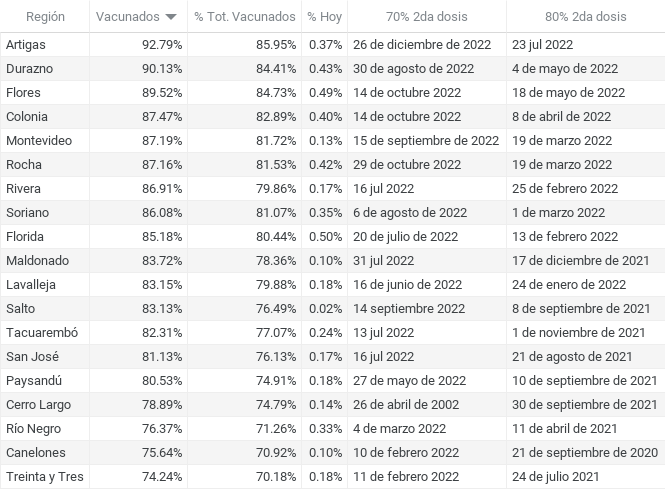 Región Vacunados % Tot. Vacunados % Hoy 70% 2da dosis 80% 2da dosis
Artigas 92.79% 85.95% 0.37% 26 de diciembre de 2022 23 jul 2022
Durazno 90.13% 84.41% 0.43% 30 de agosto de 2022 4 de mayo de 2022
Flores 89.52% 84.73% 0.49% 14 de octubre 2022 18 de mayo de 2022
Colonia 87.47% 82.89% 0.40% 14 de octubre 2022 8 de abril de 2022
Montevideo 87.19% 81.72% 0.13% 15 de septiembre de 2022 19 de marzo 2022
Rocha 87.16% 81.53% 0.42% 29 de octubre 2022 19 de marzo 2022
Rivera 86.91% 79.86% 0.17% 16 jul 2022 25 de febrero 2022
Soriano 86.08% 81.07% 0.35% 6 de agosto de 2022 1 de marzo 2022
Florida 85.18% 80.44% 0.50% 20 de julio de 2022 13 de febrero 2022
Maldonado 83.72% 78.36% 0.10% 31 jul 2022 17 de diciembre de 2021
Lavalleja 83.15% 79.88% 0.18% 16 de junio de 2022 24 de enero de 2022
Salto 83.13% 76.49% 0.02% 14 septiembre 2022 8 de septiembre de 2021
Tacuarembó 82.31% 77.07% 0.24% 13 jul 2022 1 de noviembre de 2021
San José 81.13% 76.13% 0.17% 16 jul 2022 21 de agosto de 2021
Paysandú 80.53% 74.91% 0.18% 27 de mayo de 2022 10 de septiembre de 2021
Cerro Largo 78.89% 74.79% 0.14% 26 de abril de 2002 30 de septiembre de 2021
Río Negro 76.37% 71.26% 0.33% 4 de marzo 2022 11 de abril de 2021
Canelones 75.64% 70.92% 0.10% 10 de febrero 2022 21 de septiembre de 2020
Treinta y Tres 74.24% 70.18% 0.18% 11 de febrero 2022 24 de julio 2021